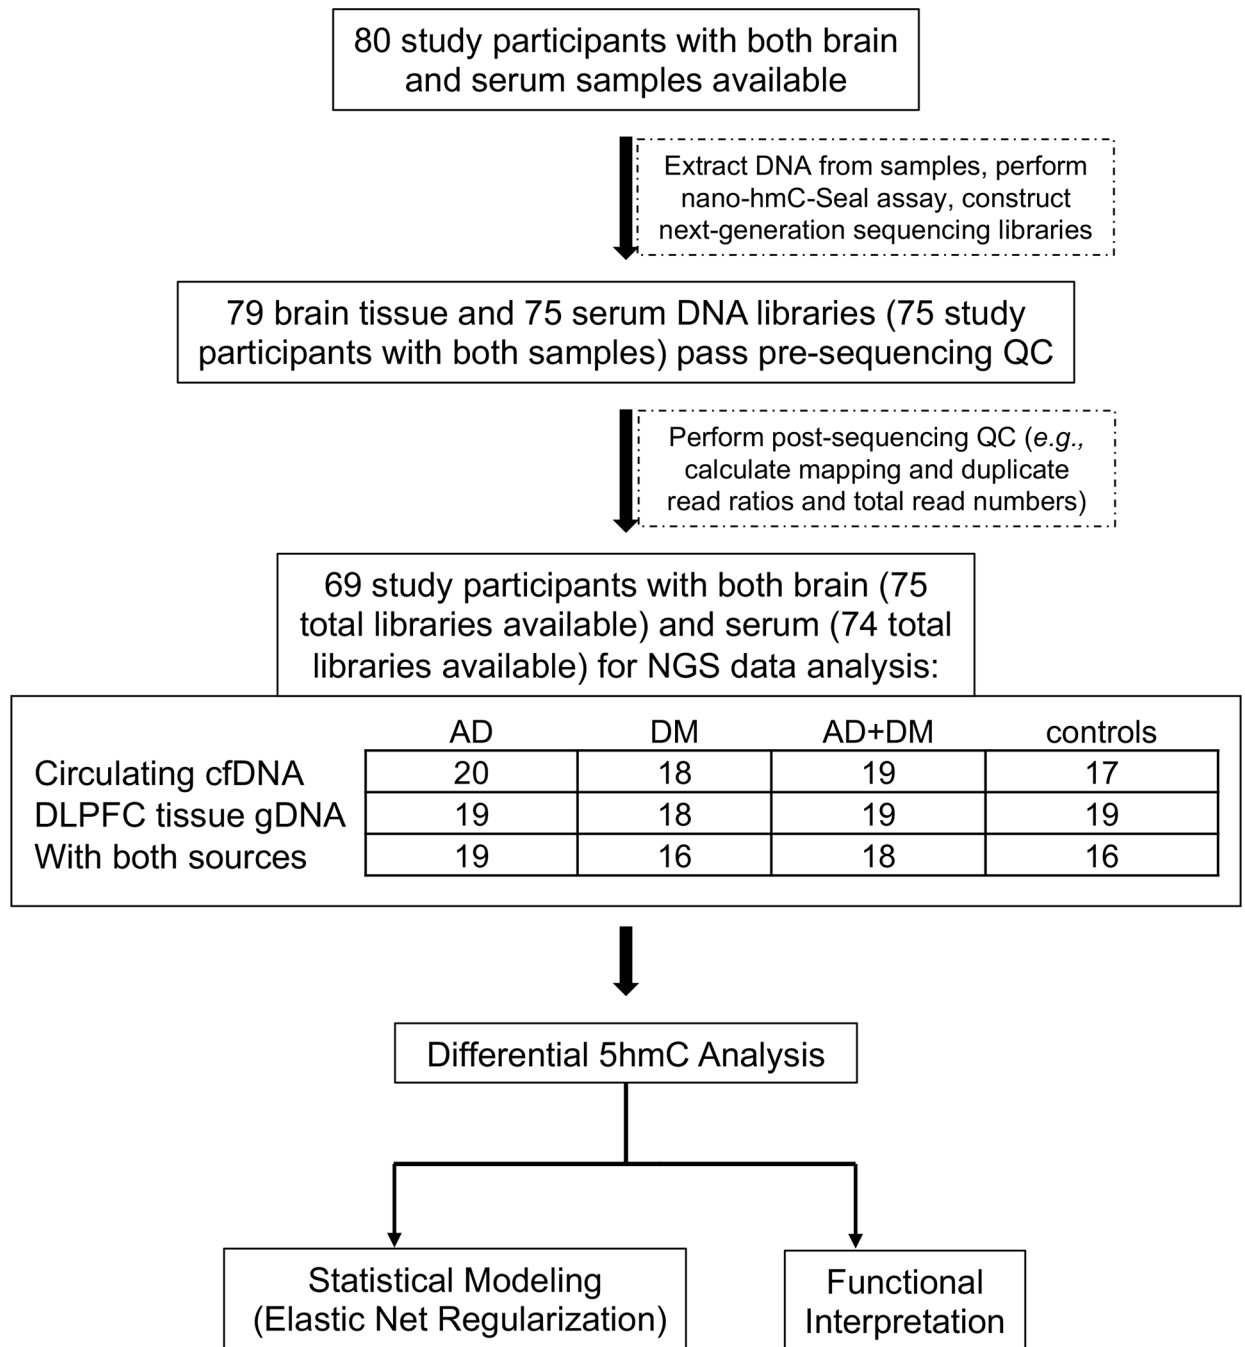 80 study participants with both brain
and serum samples available
Extract DNA from samples, perform
nano-hmC-Seal assay, construct
next-generation sequencing libraries
79 brain tissue and 75 serum DNA libraries (75 study
participants with both samples) pass pre-sequencing QC
Perform post-sequencing QC (e.g.,
calculate mapping and duplicate
read ratios and total read numbers)
69 study participants with both brain (75
total libraries available) and serum (74 total
libraries available) for NGS data analysis:
AD DM AD+DM controls
Circulating cfDNA 20 18 19 17
DLPFC tissue gDNA 19 18 19 19
With both sources 19 16 18 16
Differential 5hmC Analysis
Statistical Modeling
(Elastic Net Regularization)
Functional
Interpretation